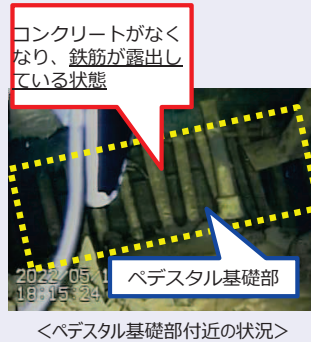 コンクリートがなく
なり、鉄筋が露出し
ている状態
2022/05/
18:15:24
ペデスタル基礎部
<ペデスタル基礎部付近の状況>